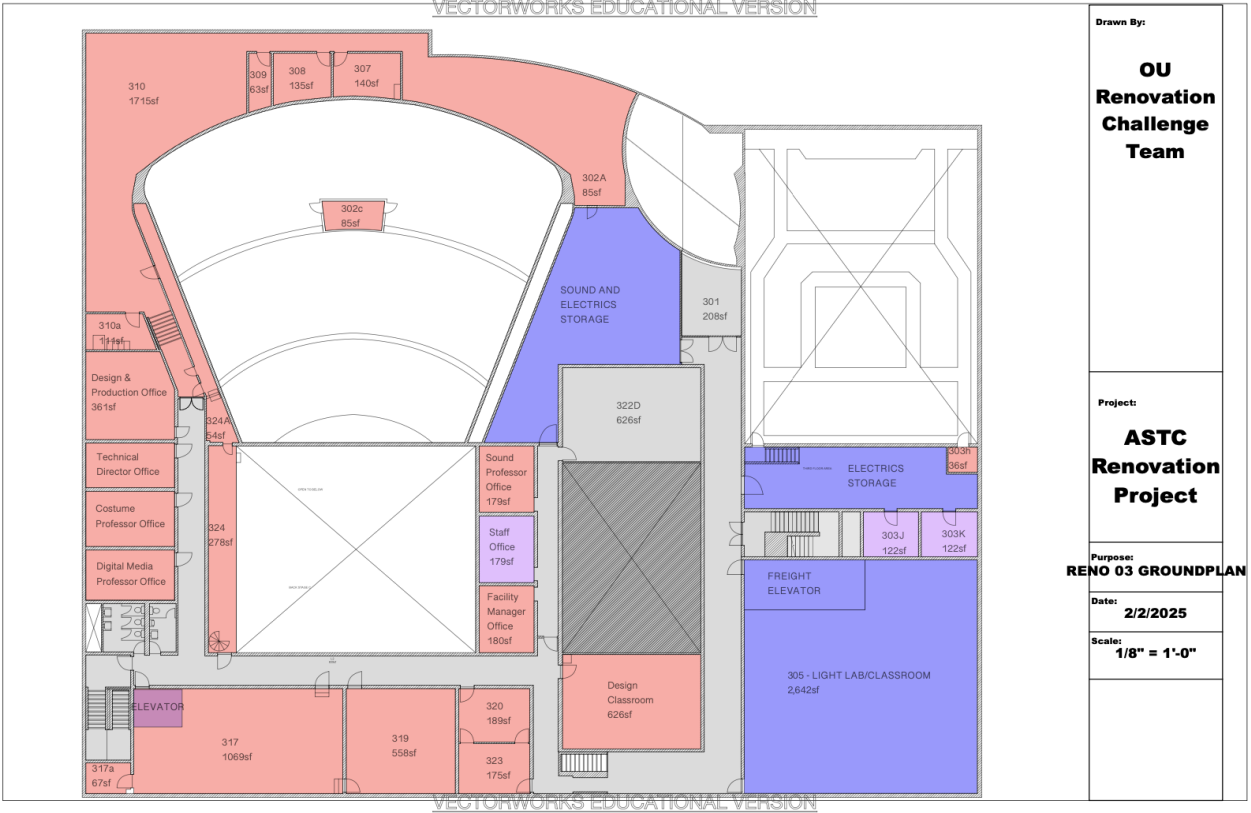 VECTORWORKS EDUCATIONAL VERSION
Drawn By:
OU
Renovation
Challenge
Team
Project:
ASTC
Renovation
Project
Purpose:
RENO 03 GROUNDPLAN
Date:
2/2/2025
Scale:
1/8" = 1'-0"
310
1715sf
309
63sf
308
135sf
307
140sf
302A
85sf
302c
85sf
SOUND AND
ELECTRICS
STORAGE
301
208sf
310a
111sf
Design &
Production Office
361sf
322D
626sf
324A
54sf
Technical
Director Office
Sound
Professor
Office
179sf
303h
36sf
ELECTRICS
STORAGE
Costume
Professor Office
324
278sf
Staff
Office
179sf
303J
122sf
303K
122sf
Digital Media
Professor Office
FREIGHT
ELEVATOR
Facility
Manager
Office
180sf
305 - LIGHT LAB/CLASSROOM
2,642sf
Design
Classroom
626sf
ELEVATOR
320
189sf
317
1069sf
319
558sf
323
175sf
317a
67sf
VECTORWORKS EDUCATIONAL VERSION